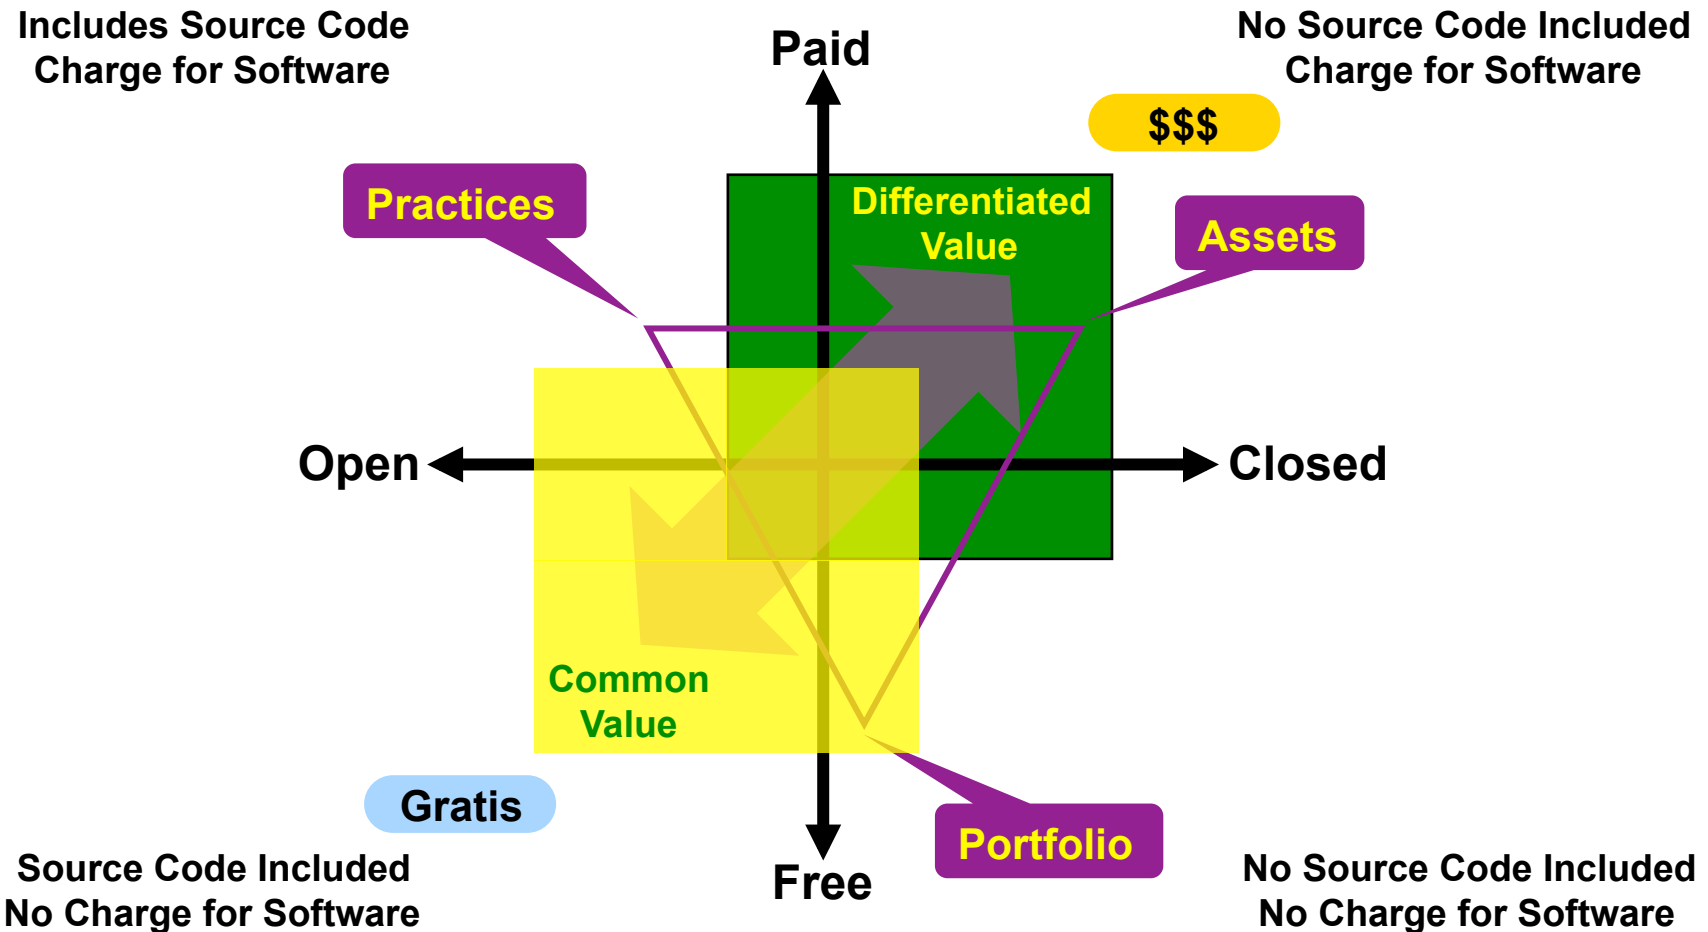 Includes Source Code
Charge for Software
Paid
No Source Code Included
Charge for Software
$$$
Practices
Differentiated
Value
Assets
Open
Closed
Common
Value
Gratis
Portfolio
Source Code Included
No Charge for Software
Free
No Source Code Included
No Charge for Software